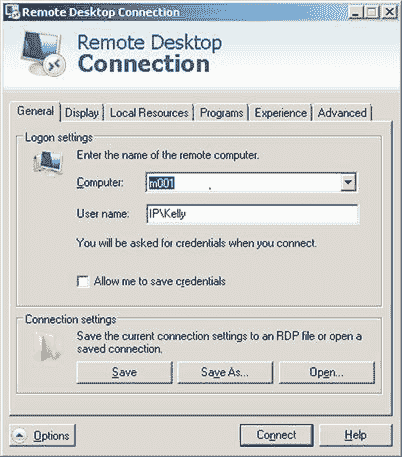 Remote Desktop Connection
Remote Desktop
Connection
General Display Local Resources Programs Experience Advanced
Logon settings
Enter the name of the remote computer.
Computer: m001
User name: IP\Kelly
You will be asked for credentials when you connect.
Allow me to save credentials
Connection settings
Save the current connection settings to an RDP file or open a
saved connection.
Save Save As... Open...
Options Connect Help